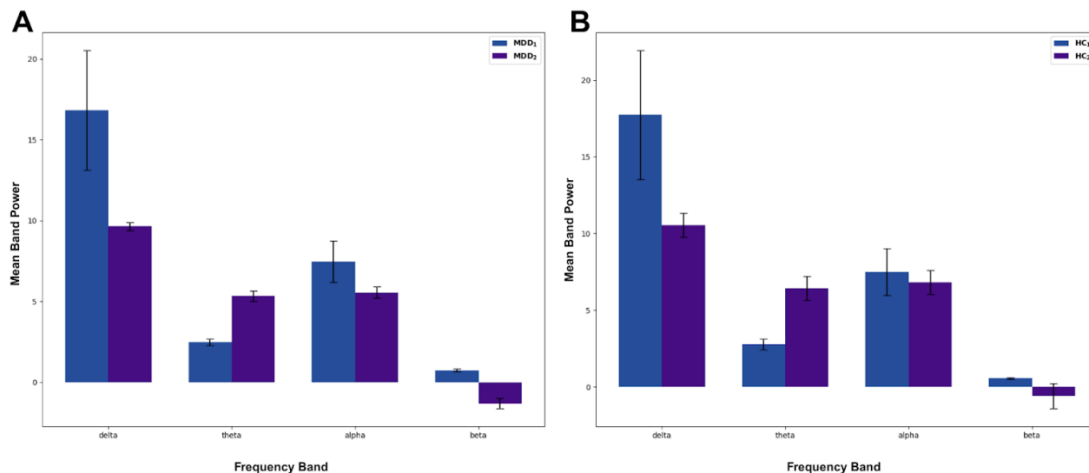 A
MDD1
MDD2
Mean Band Power
20
15
10
5
0
delta theta alpha beta
Frequency Band
B
HC1
HC2
Mean Band Power
20
15
10
5
0
delta theta alpha beta
Frequency Band